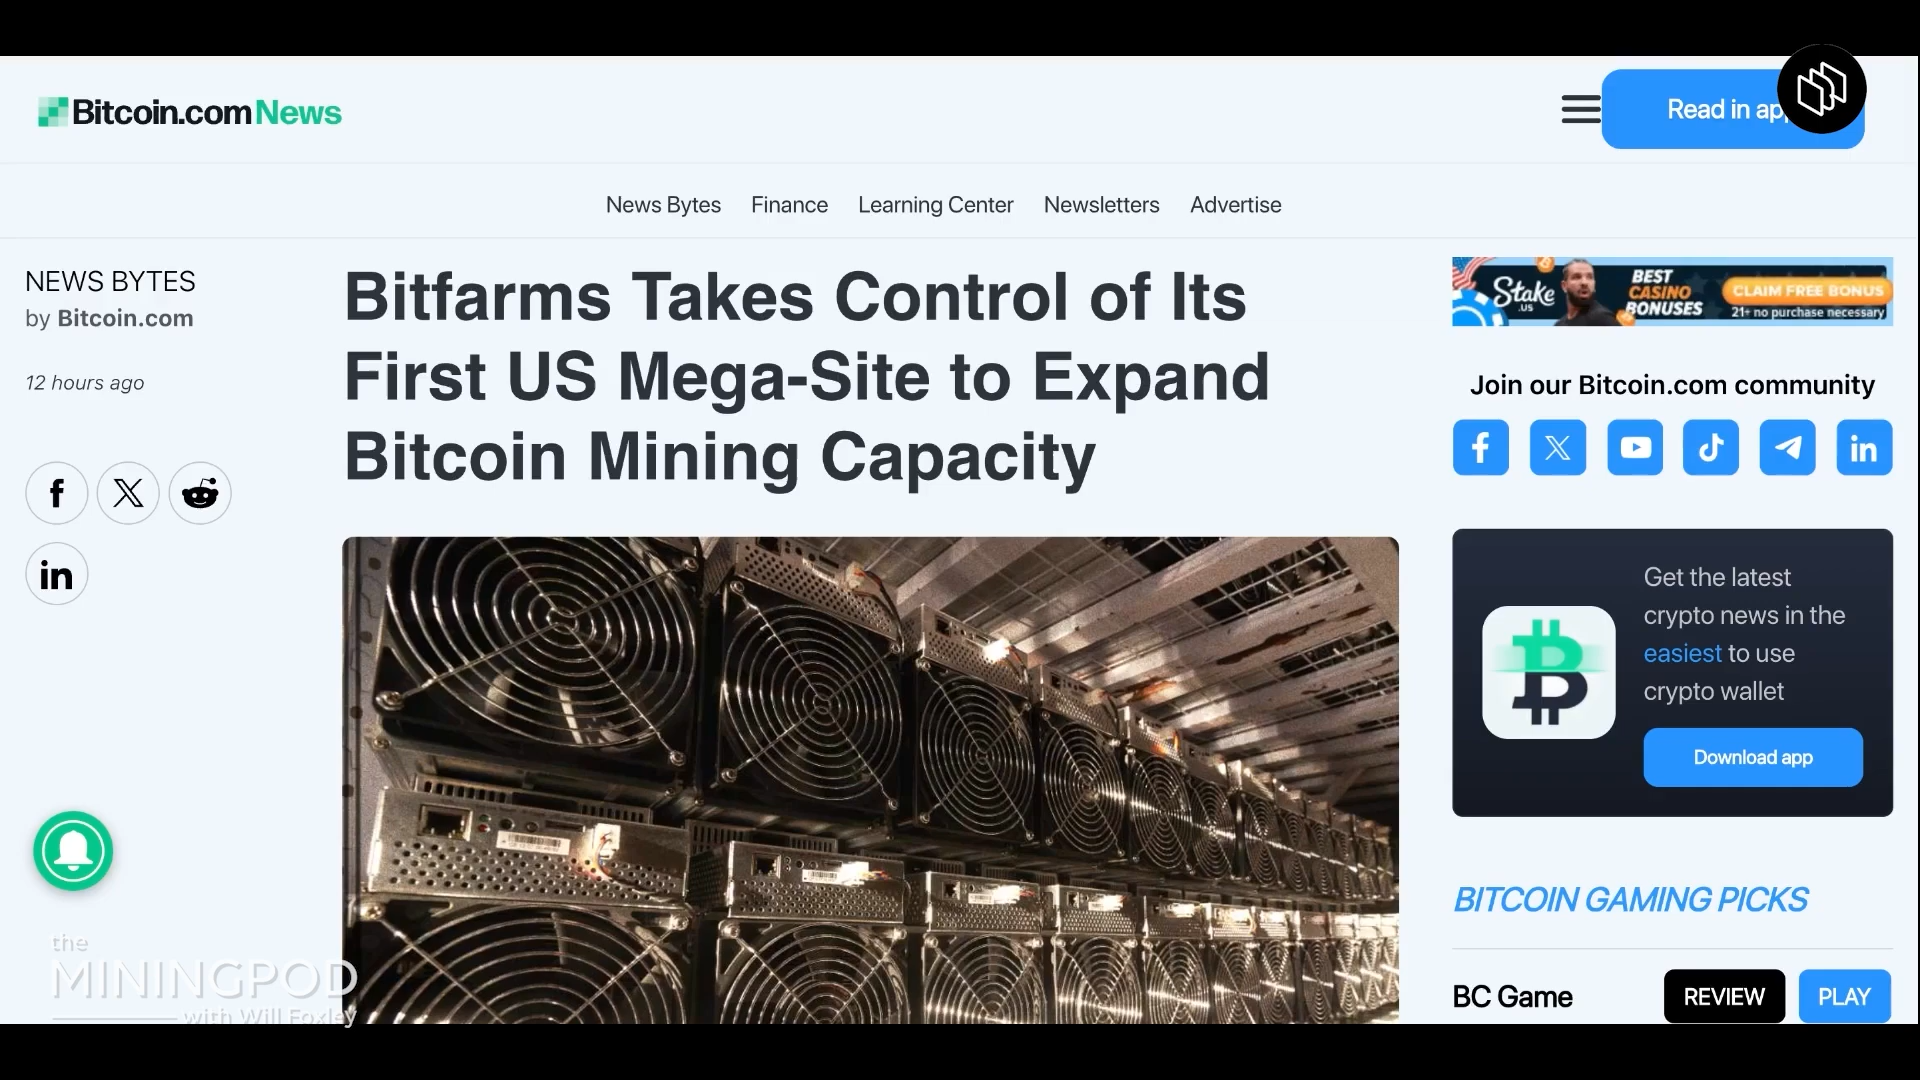 Bitcoin.com News
Read in ap
News Bytes Finance Learning Center Newsletters Advertise
NEWS BYTES
by Bitcoin.com
12 hours ago
Bitfarms Takes Control of Its
First US Mega-Site to Expand
Bitcoin Mining Capacity
Stake
.US
BEST
CASINO
BONUSES
CLAIM FREE BONUS
21+ no purchase necessary
Join our Bitcoin.com community
Get the latest
crypto news in the
easiest to use
crypto wallet
Download app
BITCOIN GAMING PICKS
BC Game REVIEW PLAY
the
MININGPOD
with Will Foxley